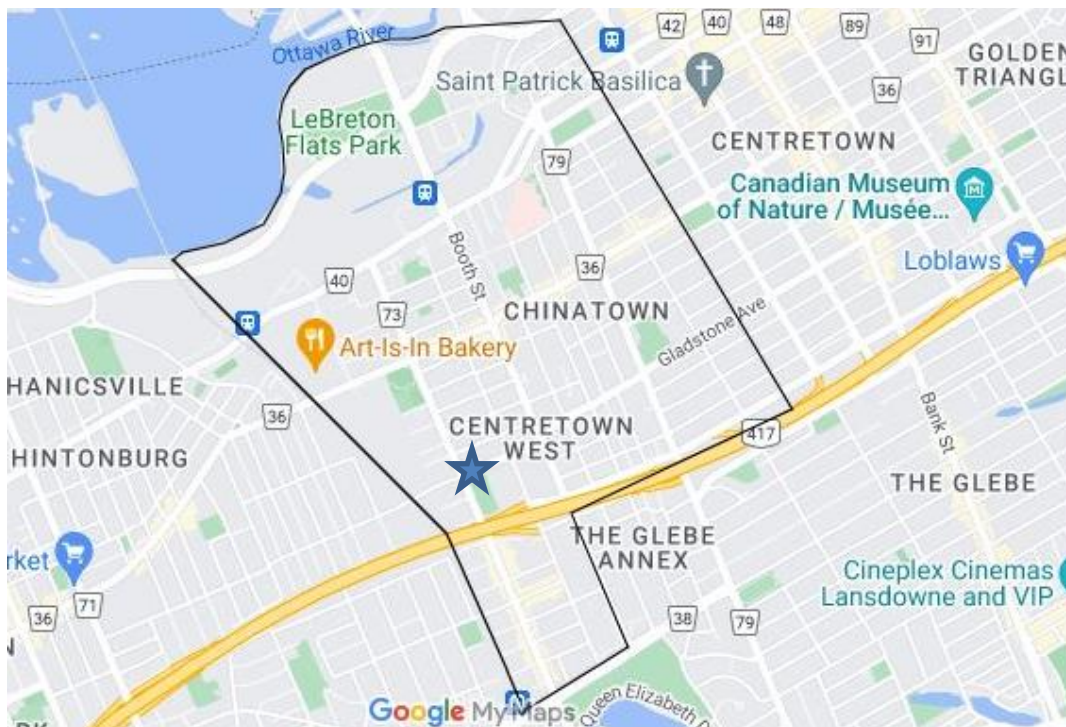 42
40
48
89
91
GOLDEN
TRIANGL
Ottawa River
Saint Patrick Basilica
36
LeBreton
Flats Park
CENTRETOWN
79
Canadian Museum
of Nature / Musée...
Loblaws
Booth St
36
40
73
CHINATOWN
Gladstone Ave
Art-Is-In Bakery
HANICSVILLE
36
CENTRETOWN
WEST
417
Bank St
HINTONBURG
THE GLEBE
THE GLEBE
ANNEX
rket
71
36
Cineplex Cinemas
Lansdowne and VIP
38
79
N
Queen Elizabeth
Google My Maps